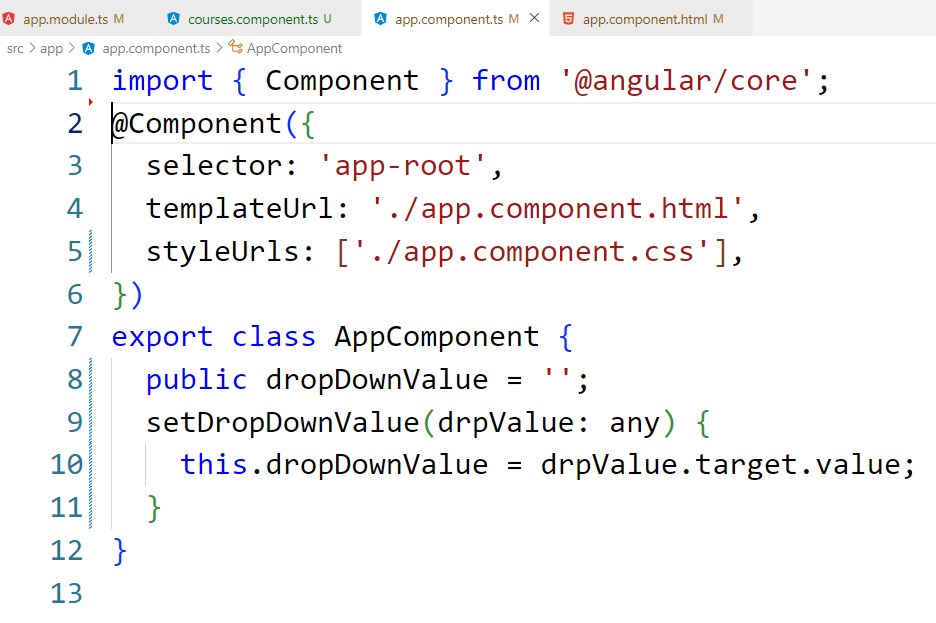 app.module.ts M courses.component.ts U app.component.ts M app.component.html M
src > app > app.component.ts > AppComponent
1 import { Component } from '@angular/core';
2 @Component({
3   selector: 'app-root',
4   templateUrl: './app.component.html',
5   styleUrls: ['./app.component.css'],
6 })
7 export class AppComponent {
8   public dropDownValue = '';
9   setDropDownValue(drpValue: any) {
10     this.dropDownValue = drpValue.target.value;
11   }
12 }
13